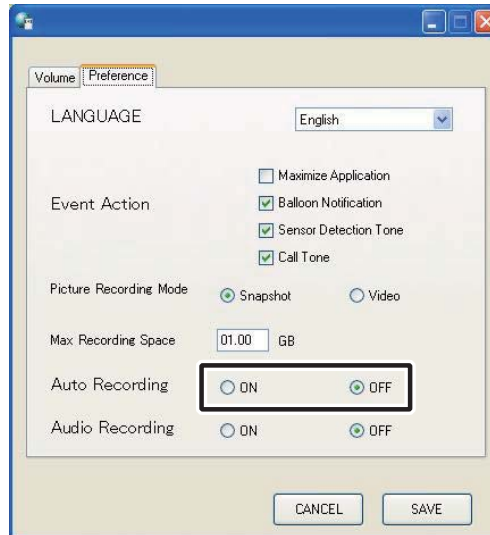 Volume Preference
LANGUAGE English
Maximize Application
Event Action Balloon Notification
Sensor Detection Tone
Call Tone
Picture Recording Mode Snapshot Video
Max Recording Space 01.00 GB
Auto Recording ON OFF
Audio Recording ON OFF
CANCEL SAVE